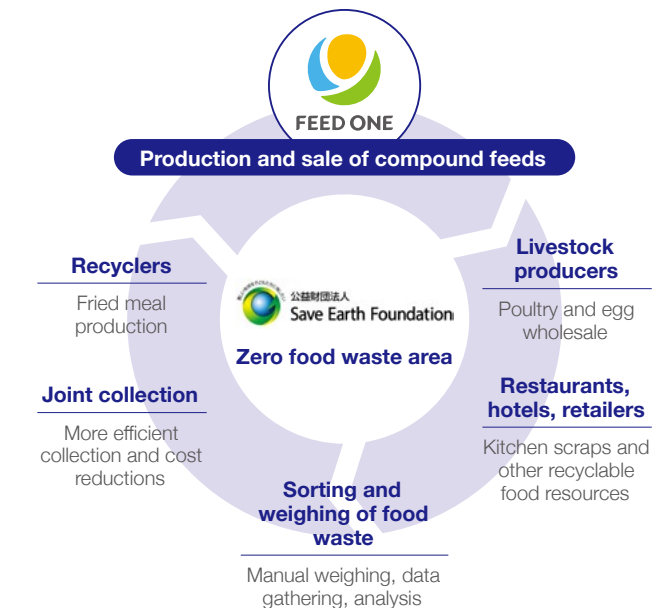 FEED ONE
Production and sale of compound feeds
Livestock
producers
Poultry and egg
wholesale
Restaurants,
hotels, retailers
Kitchen scraps and
other recyclable
food resources
Sorting and
weighing of food
waste
Manual weighing, data
gathering, analysis
Joint collection
More efficient
collection and cost
reductions
Recyclers
Fried meal
production
公益財団法人
Save Earth Foundation
Zero food waste area